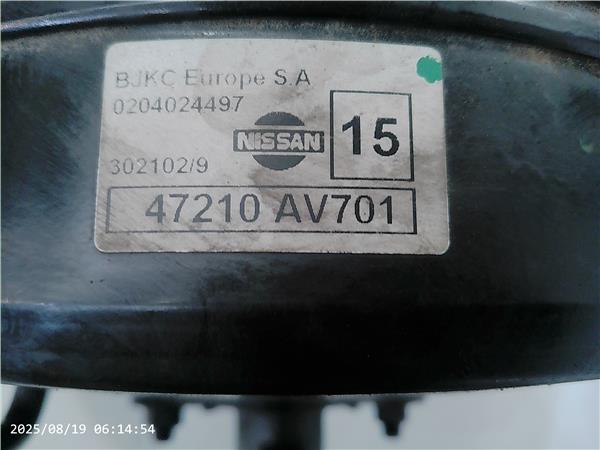 BJKC Europe S.A
0204024497
NISSAN
15
302102/9
47210 AV701
2025/08/19 06:14:54